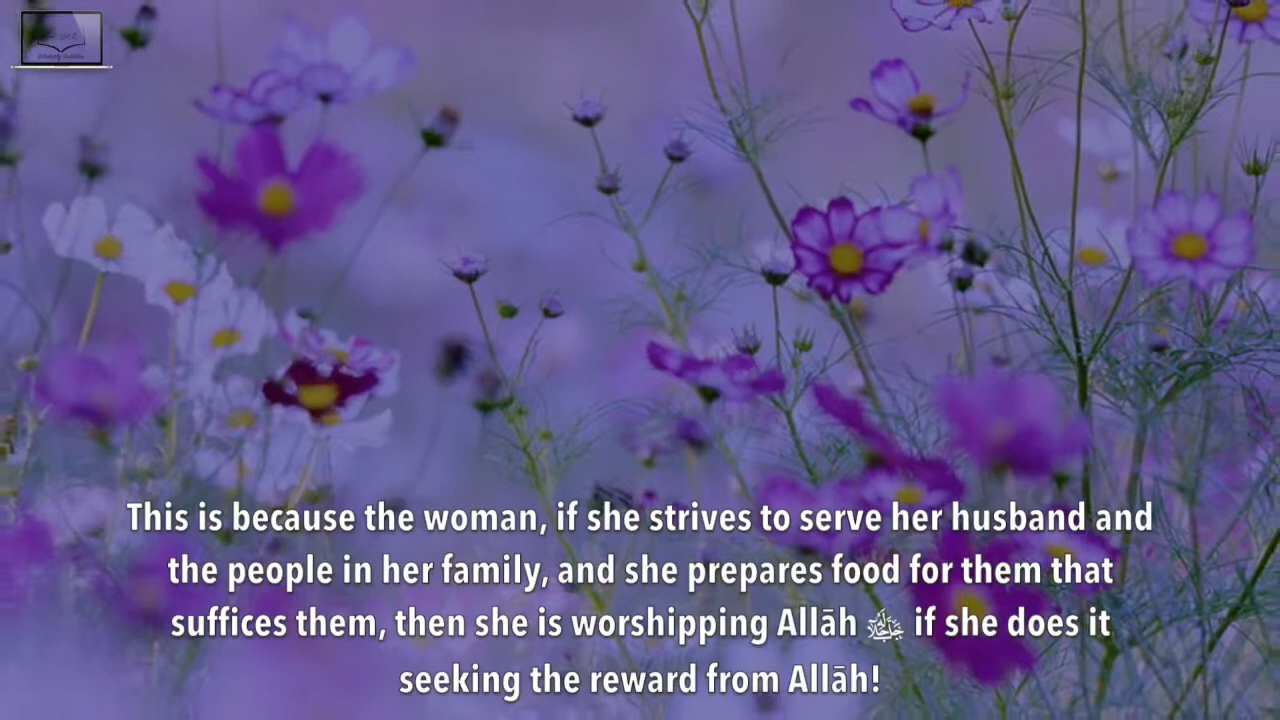 This is because the woman, if she strives to serve her husband and
the people in her family, and she prepares food for them that
suffices them, then she is worshipping Allāh ﷻ if she does it
seeking the reward from Allāh!